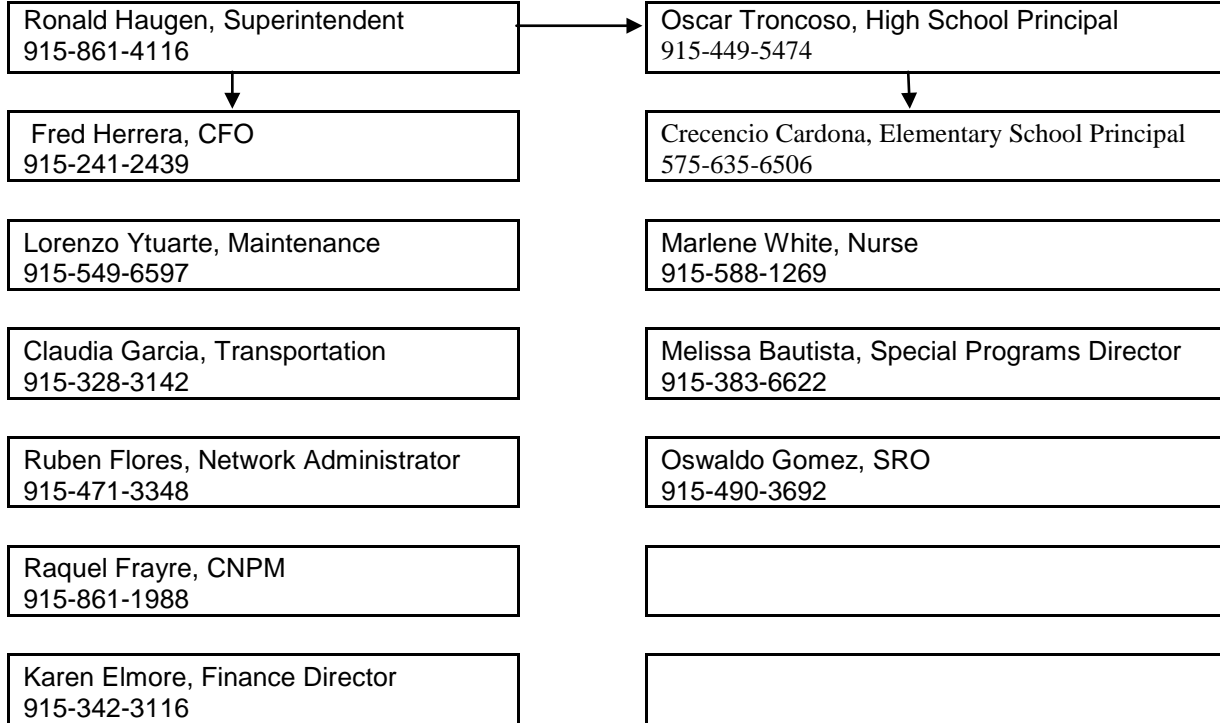 Ronald Haugen, Superintendent
915-861-4116
Oscar Troncoso, High School Principal
915-449-5474
Fred Herrera, CFO
915-241-2439
Crecencio Cardona, Elementary School Principal
575-635-6506
Lorenzo Ytuarte, Maintenance
915-549-6597
Marlene White, Nurse
915-588-1269
Claudia Garcia, Transportation
915-328-3142
Melissa Bautista, Special Programs Director
915-383-6622
Ruben Flores, Network Administrator
915-471-3348
Oswaldo Gomez, SRO
915-490-3692
Raquel Frayre, CNPM
915-861-1988
Karen Elmore, Finance Director
915-342-3116